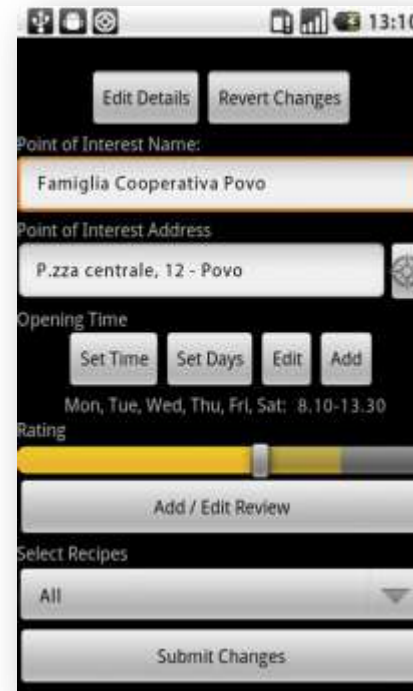 13:10
Edit Details Revert Changes
Point of Interest Name:
Famiglia Cooperativa Povo
Point of Interest Address
P.zza centrale, 12 - Povo
Opening Time
Set Time Set Days Edit Add
Mon, Tue, Wed, Thu, Fri, Sat: 8.10-13.30
Rating
Add / Edit Review
Select Recipes
All
Submit Changes